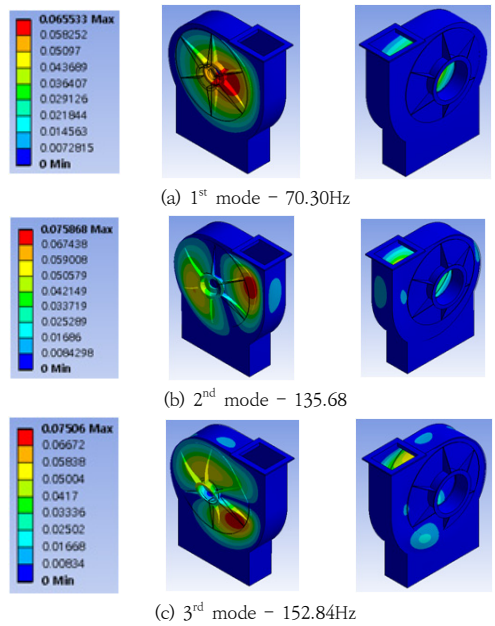 0.065533 Max
0.058252
0.05097
0.043689
0.036407
0.029126
0.021844
0.014563
0.0072815
0 Min
(a) 1st mode - 70.30Hz
0.075868 Max
0.067438
0.059008
0.050579
0.042149
0.033719
0.025289
0.01686
0.0084298
0 Min
(b) 2nd mode - 135.68
0.07506 Max
0.06672
0.05838
0.05004
0.0417
0.03336
0.02502
0.01668
0.00834
0 Min
(c) 3rd mode - 152.84Hz